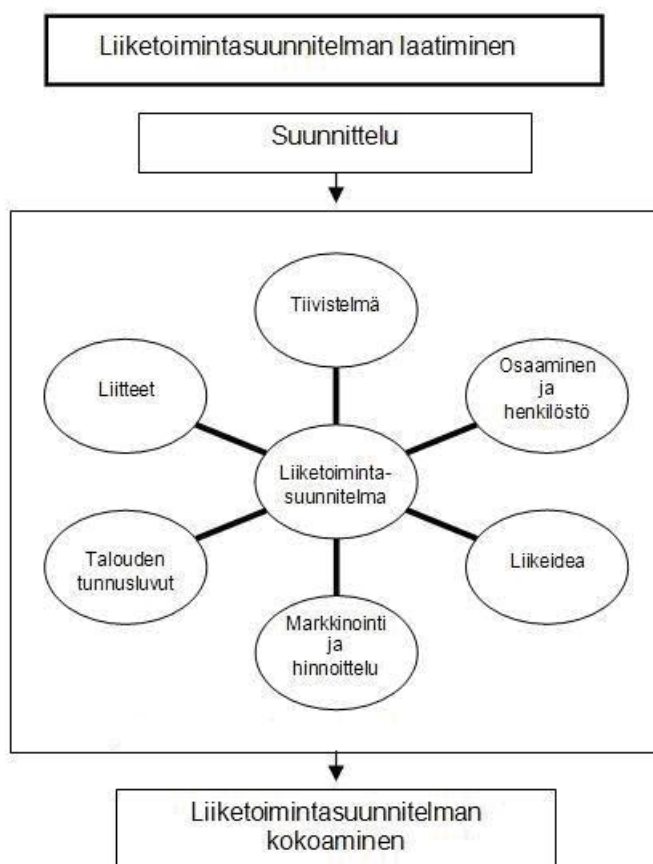 Liiketoimintasuunnitelman laatiminen
Suunnittelu
Tiivistelmä
Osaaminen
ja
henkilöstö
Liikeidea
Markkinointi
ja
hinnoittelu
Talouden
tunnusluvut
Liitteet
Liiketoiminta-
suunnitelma
Liiketoimintasuunnitelman
kokoaminen